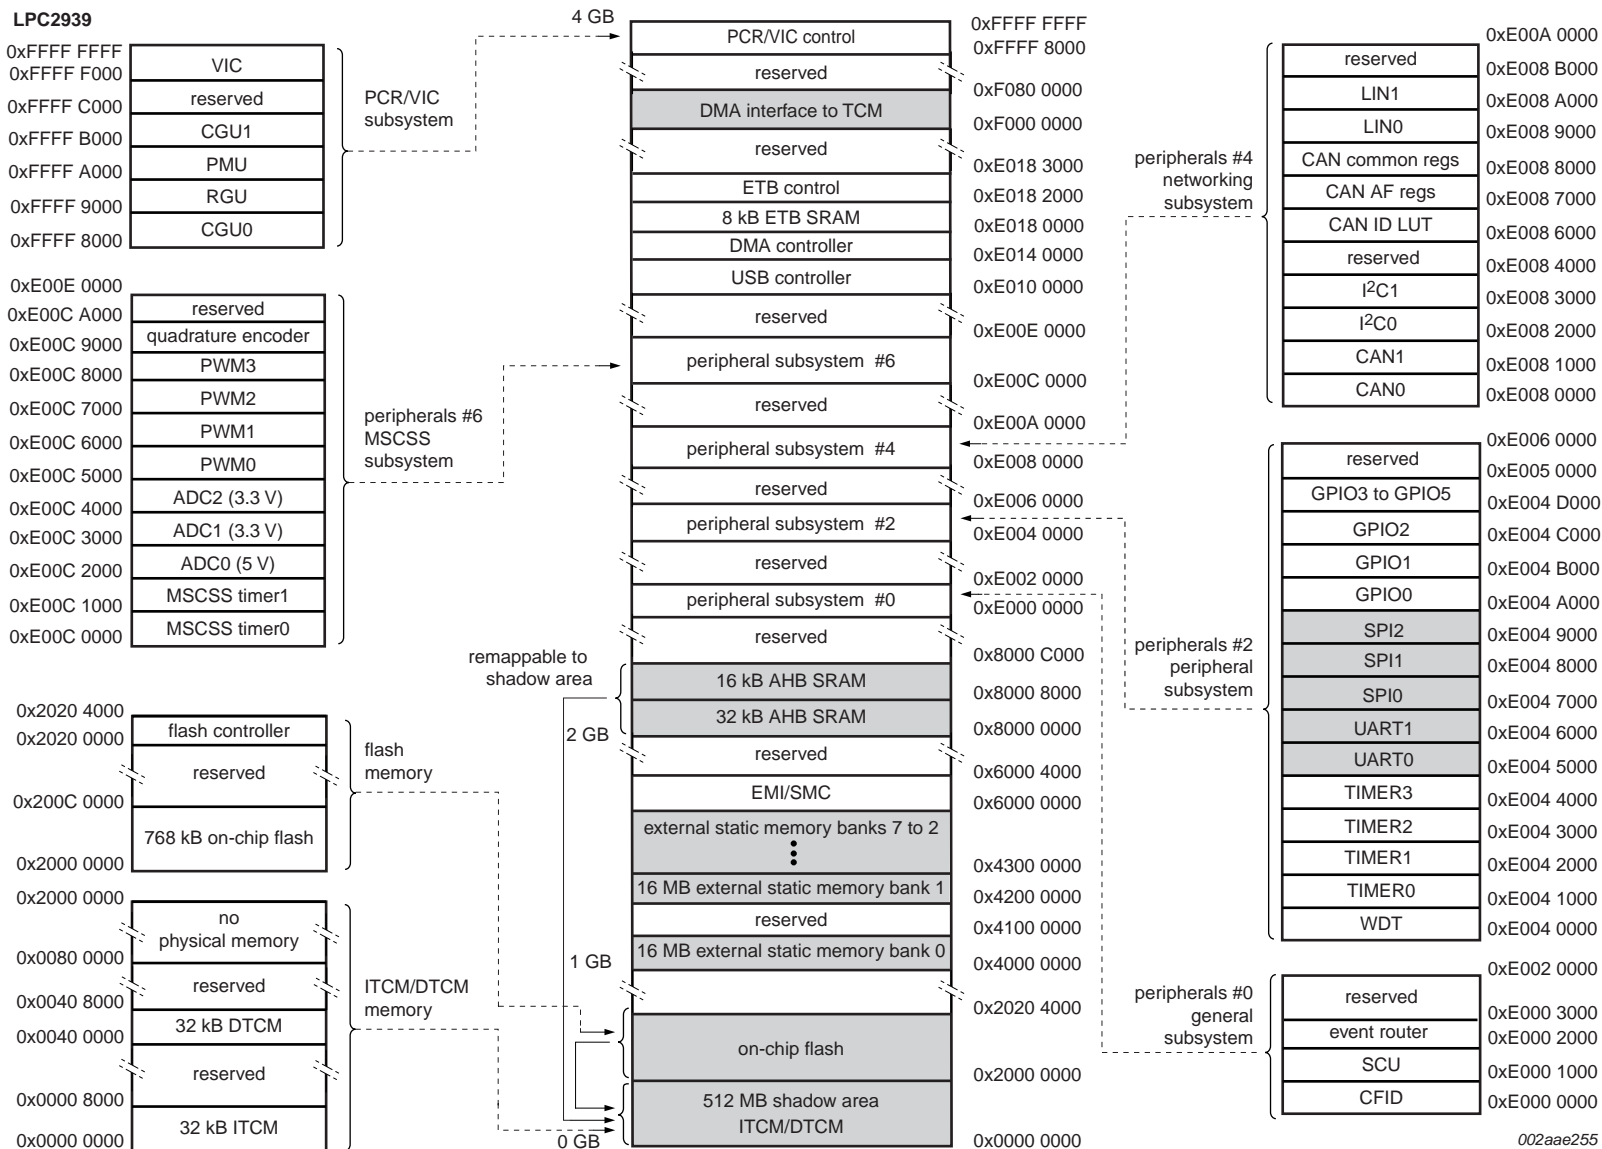 LPC2939
0xFFFF FFFF
VIC
0xFFFF F000
reserved
0xFFFF C000
CGU1
0xFFFF B000
PMU
0xFFFF A000
RGU
0xFFFF 9000
CGU0
0xFFFF 8000
PCR/VIC
subsystem
0xE00E 0000
reserved
0xE00C A000
quadrature encoder
0xE00C 9000
PWM3
0xE00C 8000
PWM2
0xE00C 7000
PWM1
0xE00C 6000
PWM0
0xE00C 5000
ADC2 (3.3 V)
0xE00C 4000
ADC1 (3.3 V)
0xE00C 3000
ADC0 (5 V)
0xE00C 2000
MSCSS timer1
0xE00C 1000
MSCSS timer0
0xE00C 0000
peripherals #6
MSCSS
subsystem
0x2020 4000
flash controller
0x2020 0000
reserved
0x200C 0000
768 kB on-chip flash
0x2000 0000
flash
memory
0x2000 0000
no
physical memory
0x0080 0000
reserved
0x0040 8000
32 kB DTCM
0x0040 0000
reserved
0x0000 8000
32 kB ITCM
0x0000 0000
ITCM/DTCM
memory
remappable to
shadow area
4 GB
2 GB
1 GB
0 GB
0xFFFF FFFF
PCR/VIC control
0xFFFF 8000
reserved
0xF080 0000
DMA interface to TCM
0xF000 0000
reserved
0xE018 3000
ETB control
0xE018 2000
8 kB ETB SRAM
0xE018 0000
DMA controller
0xE014 0000
USB controller
0xE010 0000
reserved
0xE00E 0000
peripheral subsystem #6
0xE00C 0000
reserved
0xE00A 0000
peripheral subsystem #4
0xE008 0000
reserved
0xE006 0000
peripheral subsystem #2
0xE004 0000
reserved
0xE002 0000
peripheral subsystem #0
0xE000 0000
reserved
0x8000 C000
16 kB AHB SRAM
0x8000 8000
32 kB AHB SRAM
0x8000 0000
reserved
0x6000 4000
EMI/SMC
0x6000 0000
external static memory banks 7 to 2
0x4300 0000
16 MB external static memory bank 1
0x4200 0000
reserved
0x4100 0000
16 MB external static memory bank 0
0x4000 0000
0x2020 4000
on-chip flash
0x2000 0000
512 MB shadow area
ITCM/DTCM
0x0000 0000
peripherals #4
networking
subsystem
0xE00A 0000
reserved
0xE008 B000
LIN1
0xE008 A000
LIN0
0xE008 9000
CAN common regs
0xE008 8000
CAN AF regs
0xE008 7000
CAN ID LUT
0xE008 6000
reserved
0xE008 4000
I2C1
0xE008 3000
I2C0
0xE008 2000
CAN1
0xE008 1000
CAN0
0xE008 0000
peripherals #2
peripheral
subsystem
0xE006 0000
reserved
0xE005 0000
GPIO3 to GPIO5
0xE004 D000
GPIO2
0xE004 C000
GPIO1
0xE004 B000
GPIO0
0xE004 A000
SPI2
0xE004 9000
SPI1
0xE004 8000
SPI0
0xE004 7000
UART1
0xE004 6000
UART0
0xE004 5000
TIMER3
0xE004 4000
TIMER2
0xE004 3000
TIMER1
0xE004 2000
TIMER0
0xE004 1000
WDT
0xE004 0000
peripherals #0
general
subsystem
0xE002 0000
reserved
0xE000 3000
event router
0xE000 2000
SCU
0xE000 1000
CFID
0xE000 0000
002aae255